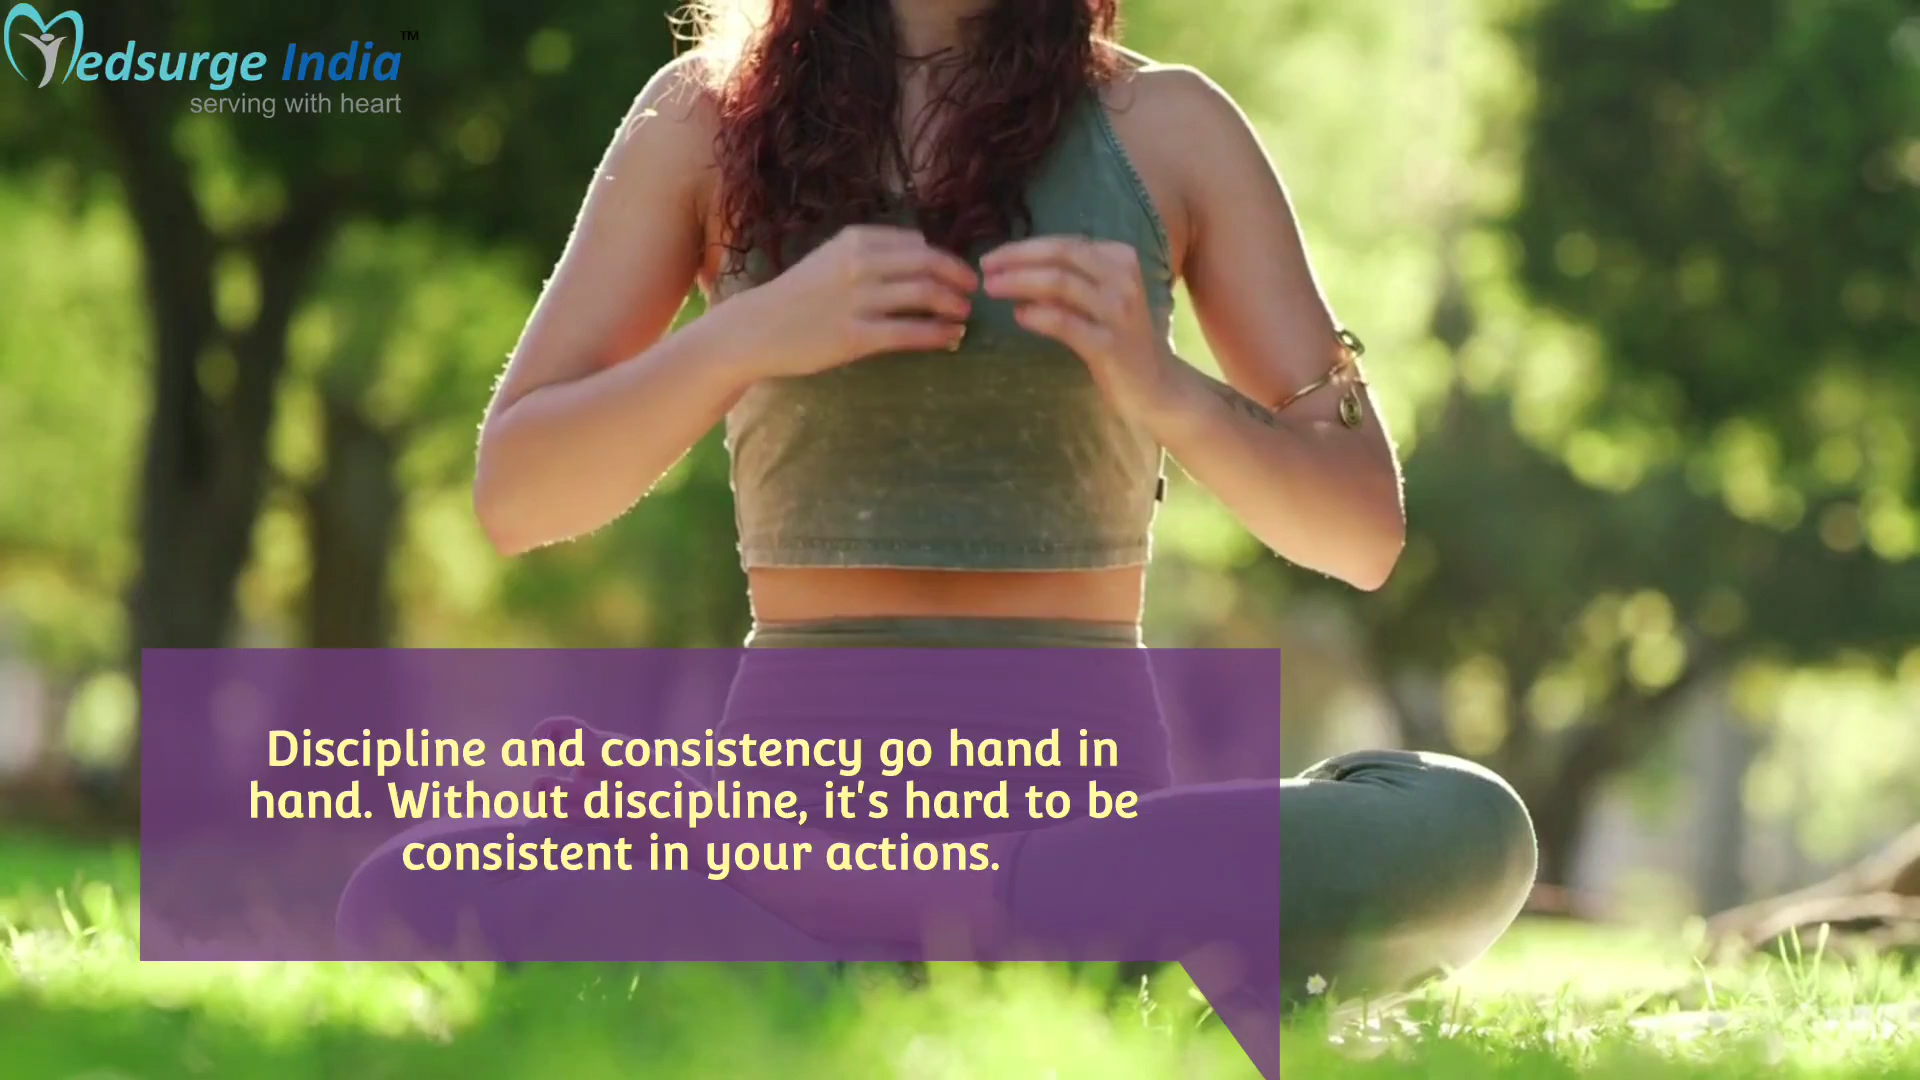 Medsurge India™
serving with heart
Discipline and consistency go hand in
hand. Without discipline, it's hard to be
consistent in your actions.